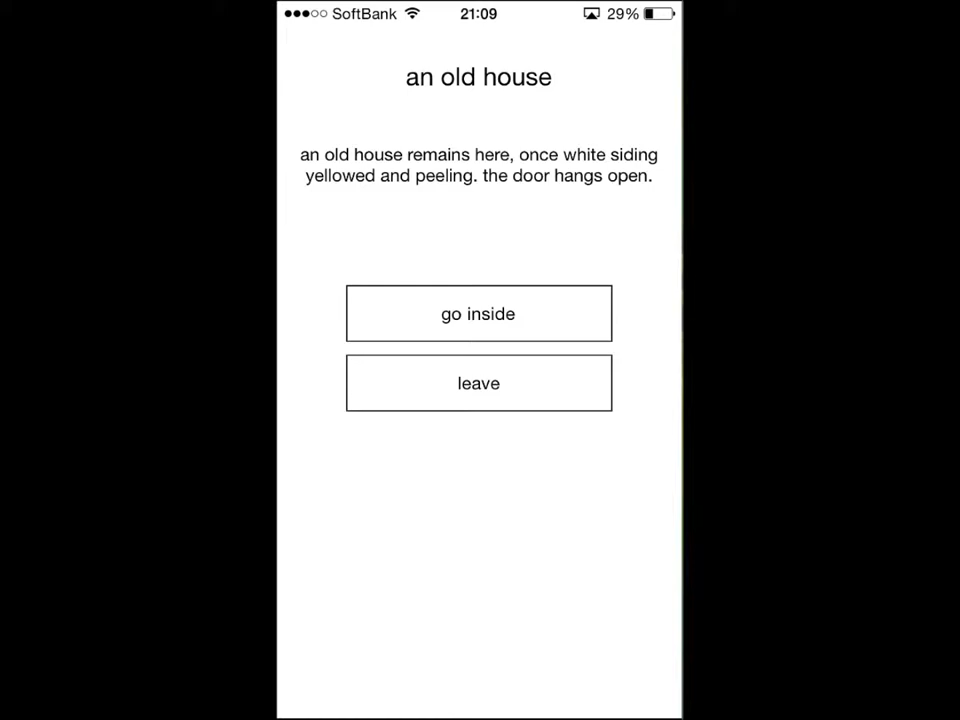 SoftBank 21:09 29%
an old house
an old house remains here, once white siding
yellowed and peeling. the door hangs open.
go inside
leave